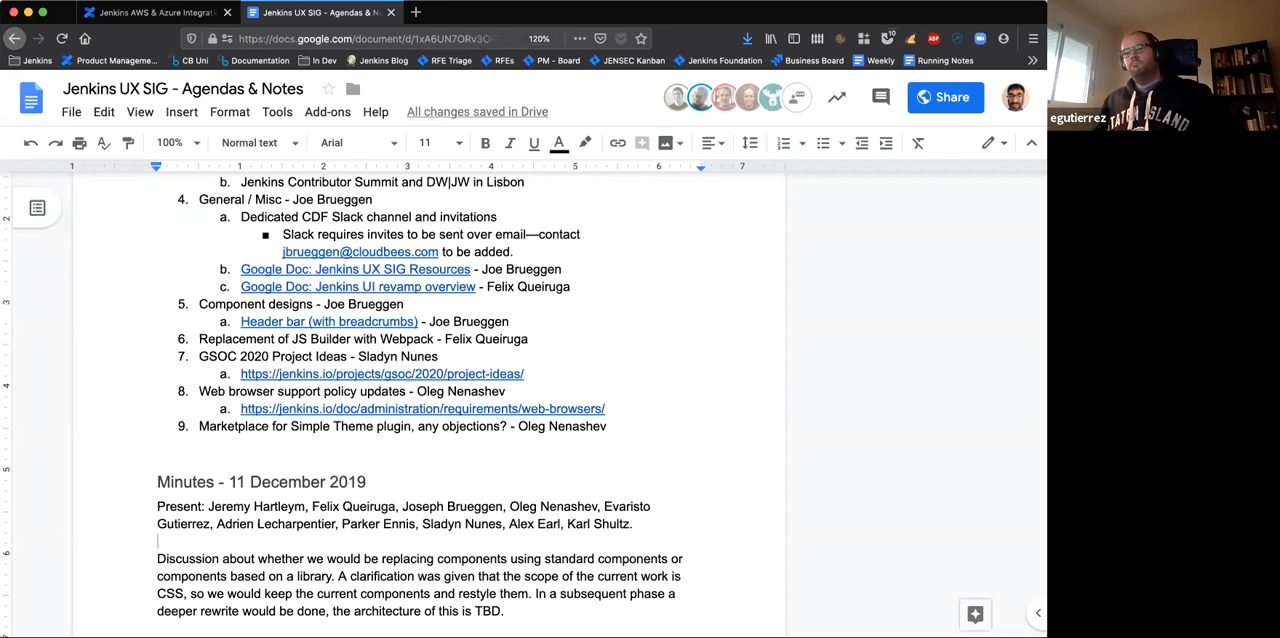 Jenkins AWS & Azure Integrat
Jenkins UX SIG - Agendas & N
https://docs.google.com/document/d/1xA6UN7ORv3O
120%
Jenkins
Product Manageme...
CB Uni
Documentation
In Dev
Jenkins Blog
RFE Triage
RFEs
PM - Board
JENSEC Kanban
Jenkins Foundation
Business Board
Weekly
Running Notes
Jenkins UX SIG - Agendas & Notes
File Edit View Insert Format Tools Add-ons Help All changes saved in Drive
Share
egutierrez
100% Normal text Arial 11
1 1 2 3 4 5 6 7
b. Jenkins Contributor Summit and DW|JW in Lisbon
4. General / Misc - Joe Brueggen
a. Dedicated CDF Slack channel and invitations
■ Slack requires invites to be sent over email—contact
jbrueggen@cloudbees.com to be added.
b. Google Doc: Jenkins UX SIG Resources - Joe Brueggen
c. Google Doc: Jenkins UI revamp overview - Felix Queiruga
5. Component designs - Joe Brueggen
a. Header bar (with breadcrumbs) - Joe Brueggen
6. Replacement of JS Builder with Webpack - Felix Queiruga
7. GSOC 2020 Project Ideas - Sladyn Nunes
a. https://jenkins.io/projects/gsoc/2020/project-ideas/
8. Web browser support policy updates - Oleg Nenashev
a. https://jenkins.io/doc/administration/requirements/web-browsers/
9. Marketplace for Simple Theme plugin, any objections? - Oleg Nenashev
Minutes - 11 December 2019
Present: Jeremy Hartleym, Felix Queiruga, Joseph Brueggen, Oleg Nenashev, Evaristo
Gutierrez, Adrien Lecharpentier, Parker Ennis, Sladyn Nunes, Alex Earl, Karl Shultz.
Discussion about whether we would be replacing components using standard components or
components based on a library. A clarification was given that the scope of the current work is
CSS, so we would keep the current components and restyle them. In a subsequent phase a
deeper rewrite would be done, the architecture of this is TBD.